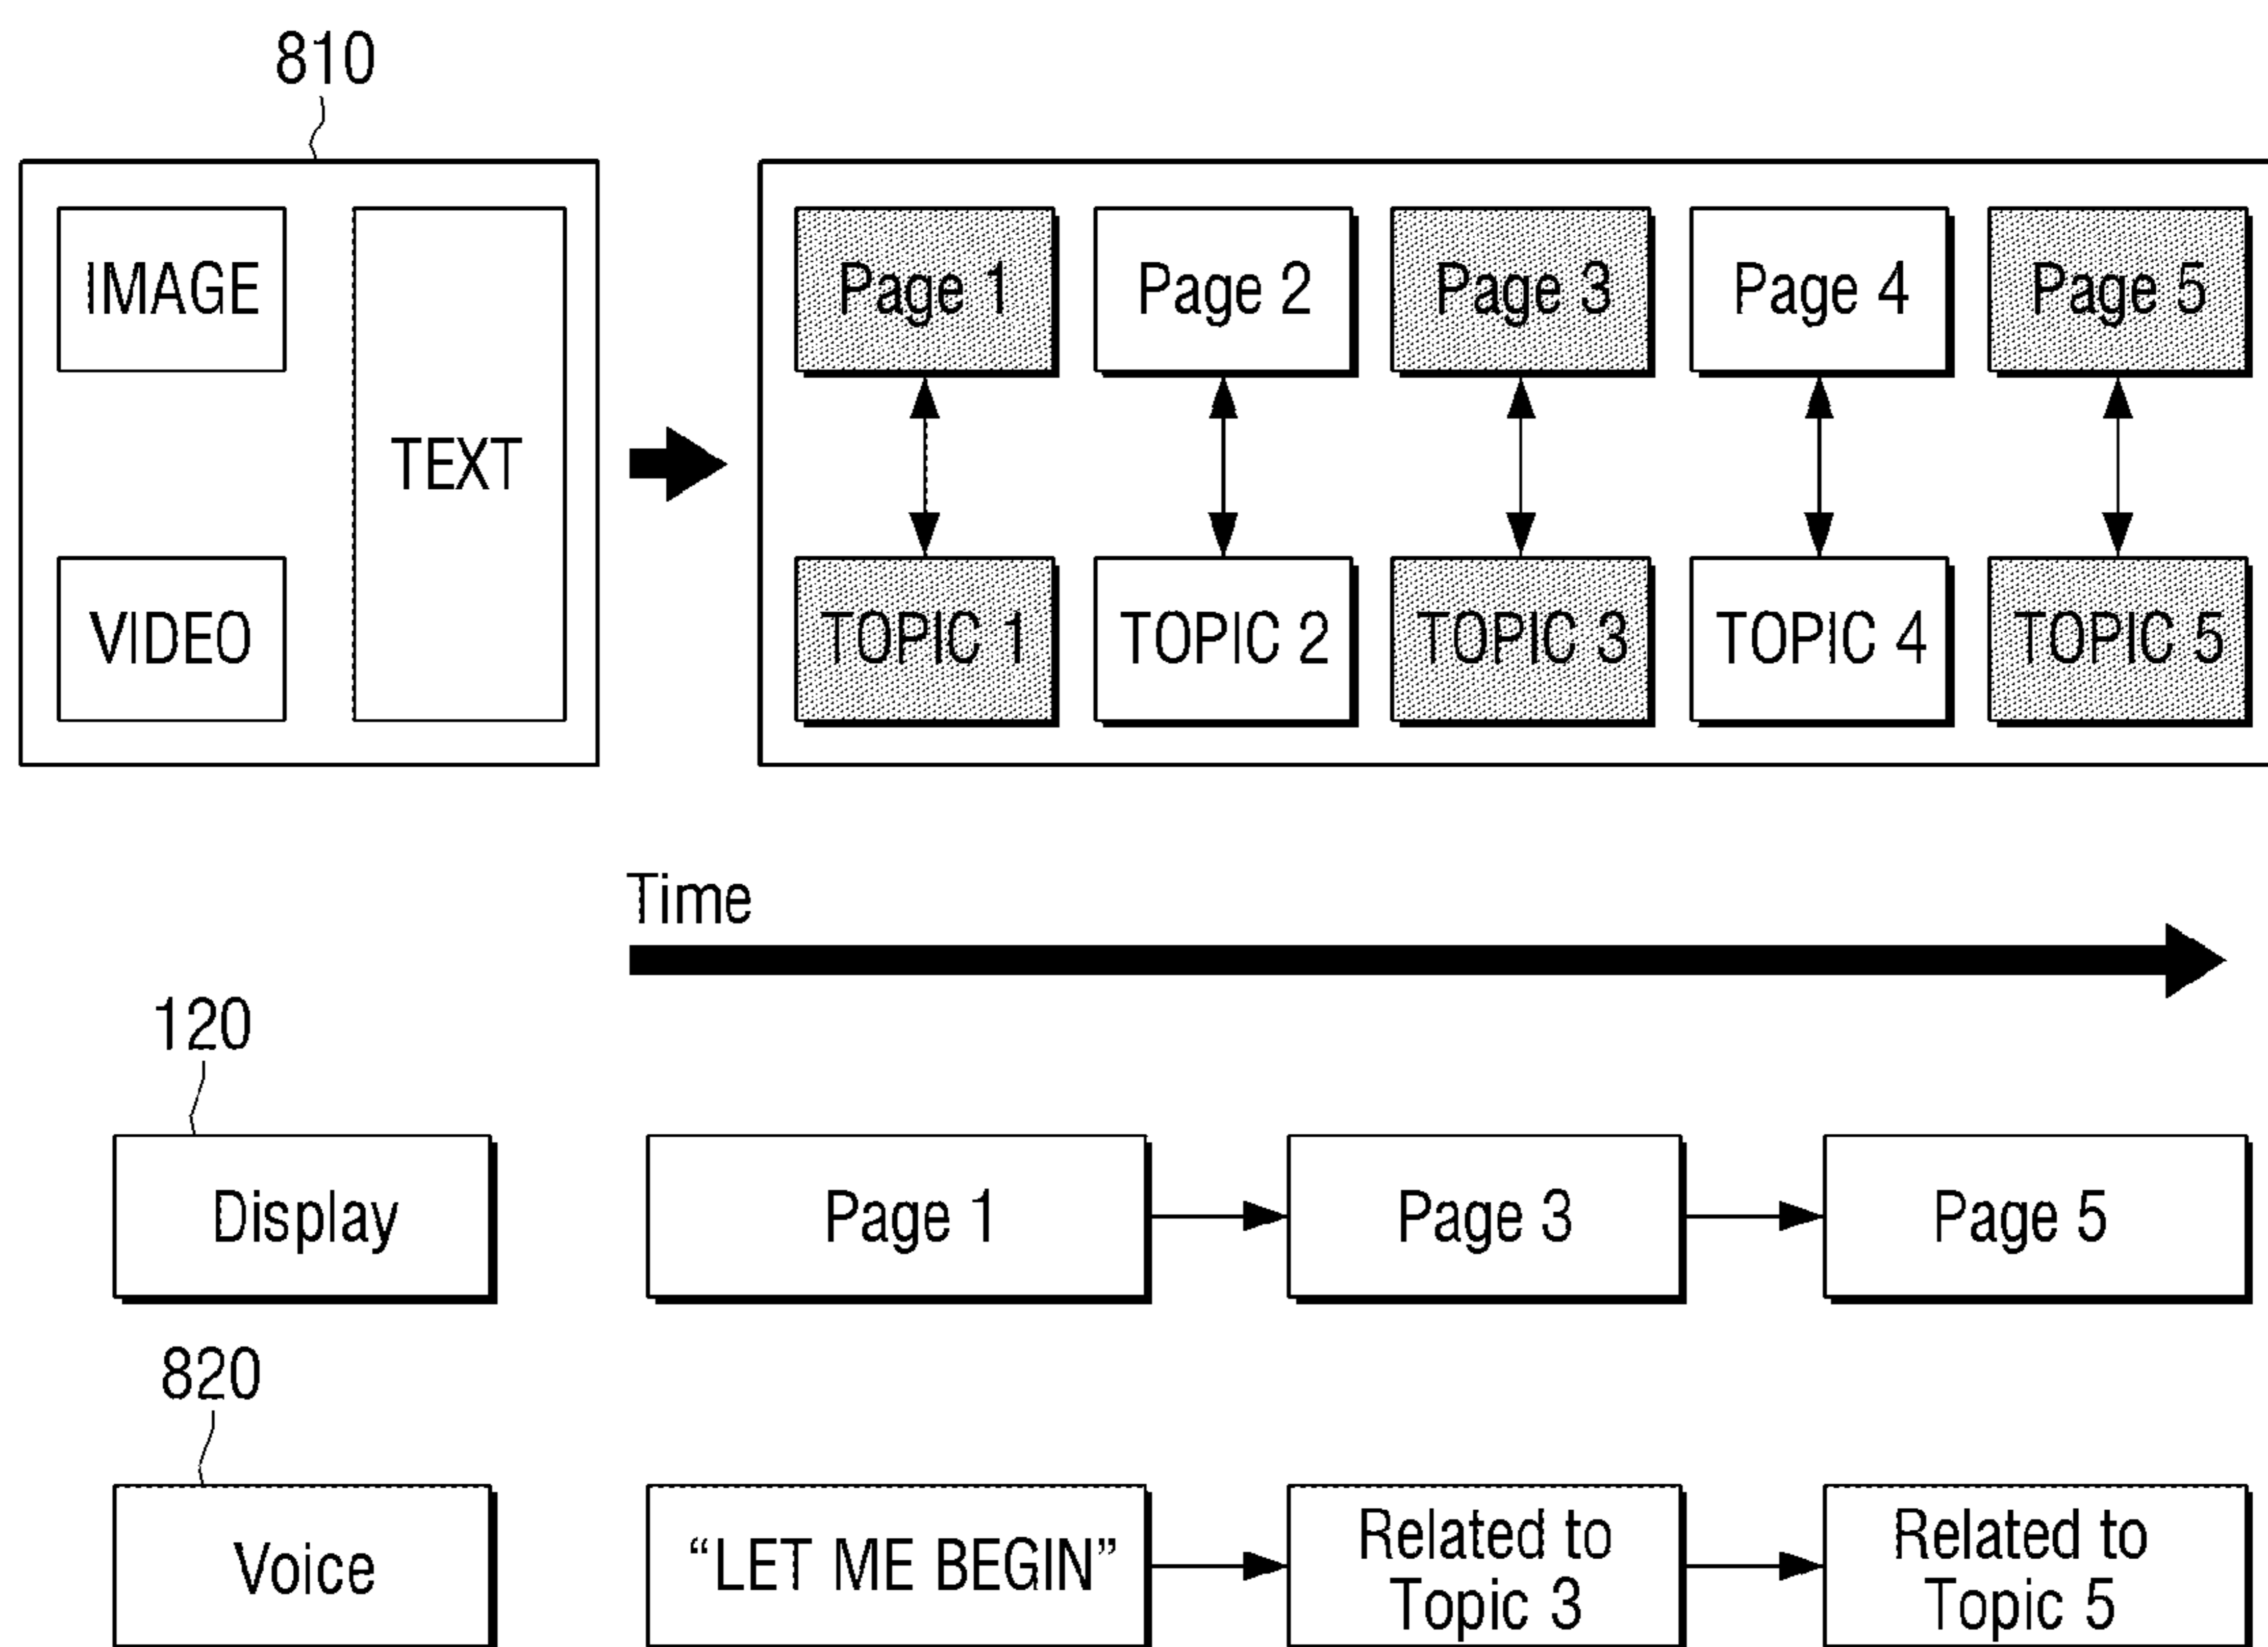 810
IMAGE
TEXT
VIDEO
Page 1
Page 2
Page 3
Page 4
Page 5
TOPIC 1
TOPIC 2
TOPIC 3
TOPIC 4
TOPIC 5
Time
120
Display
Page 1
Page 3
Page 5
820
Voice
“LET ME BEGIN”
Related to
Topic 3
Related to
Topic 5